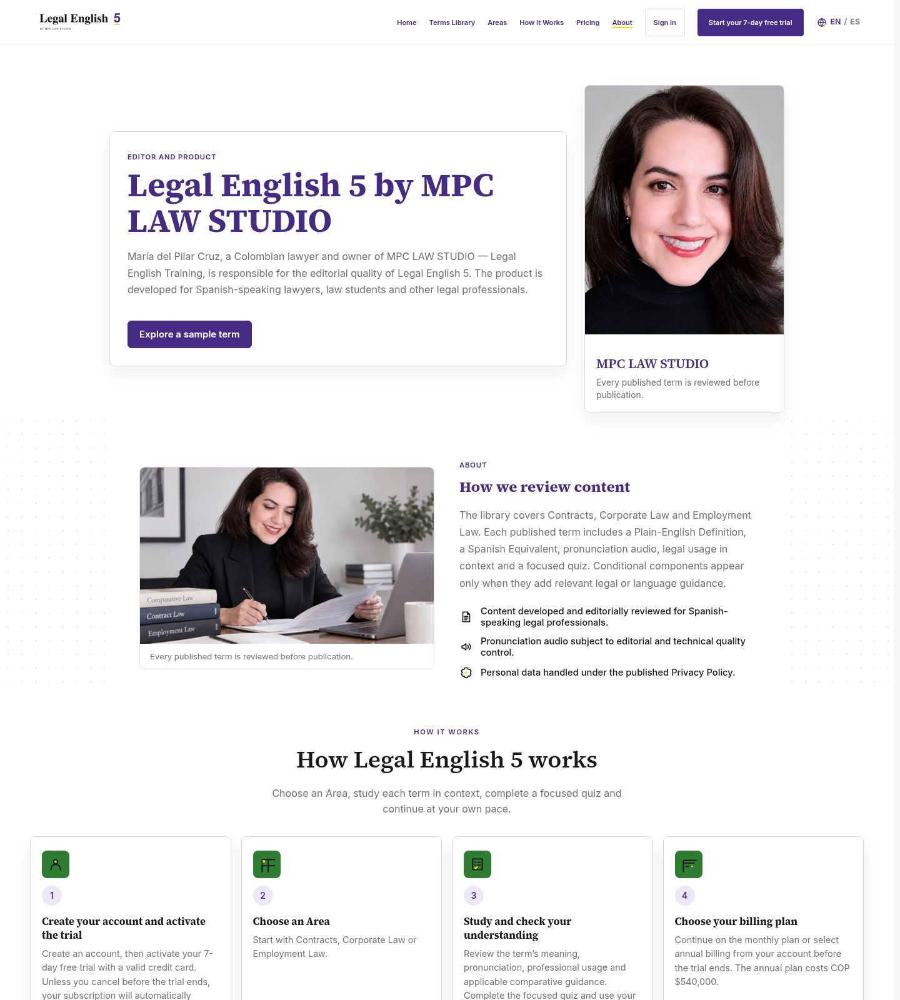 Legal English 5
BY MPC LAW STUDIO
Home
Terms Library
Areas
How It Works
Pricing
About
Sign In
Start your 7-day free trial
EN / ES
EDITOR AND PRODUCT
Legal English 5 by MPC
LAW STUDIO
María del Pilar Cruz, a Colombian lawyer and owner of MPC LAW STUDIO — Legal
English Training, is responsible for the editorial quality of Legal English 5. The product is
developed for Spanish-speaking lawyers, law students and other legal professionals.
Explore a sample term
MPC LAW STUDIO
Every published term is reviewed before
publication.
Comparative Law
Contract Law
Employment Law
Every published term is reviewed before publication.
ABOUT
How we review content
The library covers Contracts, Corporate Law and Employment
Law. Each published term includes a Plain-English Definition,
a Spanish Equivalent, pronunciation audio, legal usage in
context and a focused quiz. Conditional components appear
only when they add relevant legal or language guidance.
Content developed and editorially reviewed for Spanish-
speaking legal professionals.
Pronunciation audio subject to editorial and technical quality
control.
Personal data handled under the published Privacy Policy.
HOW IT WORKS
How Legal English 5 works
Choose an Area, study each term in context, complete a focused quiz and
continue at your own pace.
1
Create your account and activate
the trial
Create an account, then activate your 7-
day free trial with a valid credit card.
Unless you cancel before the trial ends,
your subscription will automatically
2
Choose an Area
Start with Contracts, Corporate Law or
Employment Law.
3
Study and check your
understanding
Review the term’s meaning,
pronunciation, professional usage and
applicable comparative guidance.
Complete the focused quiz and use your
4
Choose your billing plan
Continue on the monthly plan or select
annual billing from your account before
the trial ends. The annual plan costs COP
$540,000.